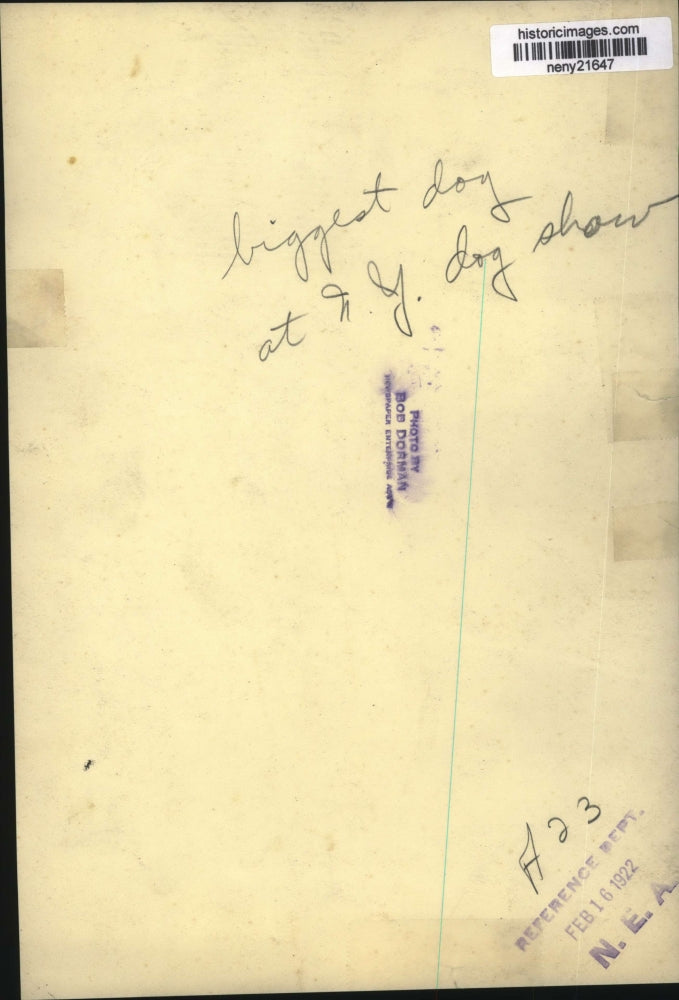 historicimages.com
neny21647
biggest dog
at N.Y. dog show
PHOTO BY
BOB DORMAN
NEWSPAPER ENTERPRISE ASS'N
A23
REFERENCE DEPT.
FEB 16 1922
N. E. A.